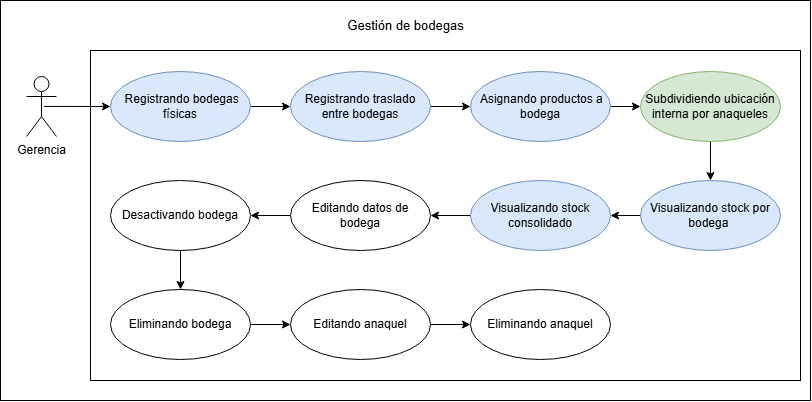 Gestión de bodegas
Registrando bodegas
físicas
Registrando traslado
entre bodegas
Asignando productos a
bodega
Subdividiendo ubicación
interna por anaqueles
Gerencia
Desactivando bodega
Editando datos de
bodega
Visualizando stock
consolidado
Visualizando stock por
bodega
Eliminando bodega
Editando anaquel
Eliminando anaquel